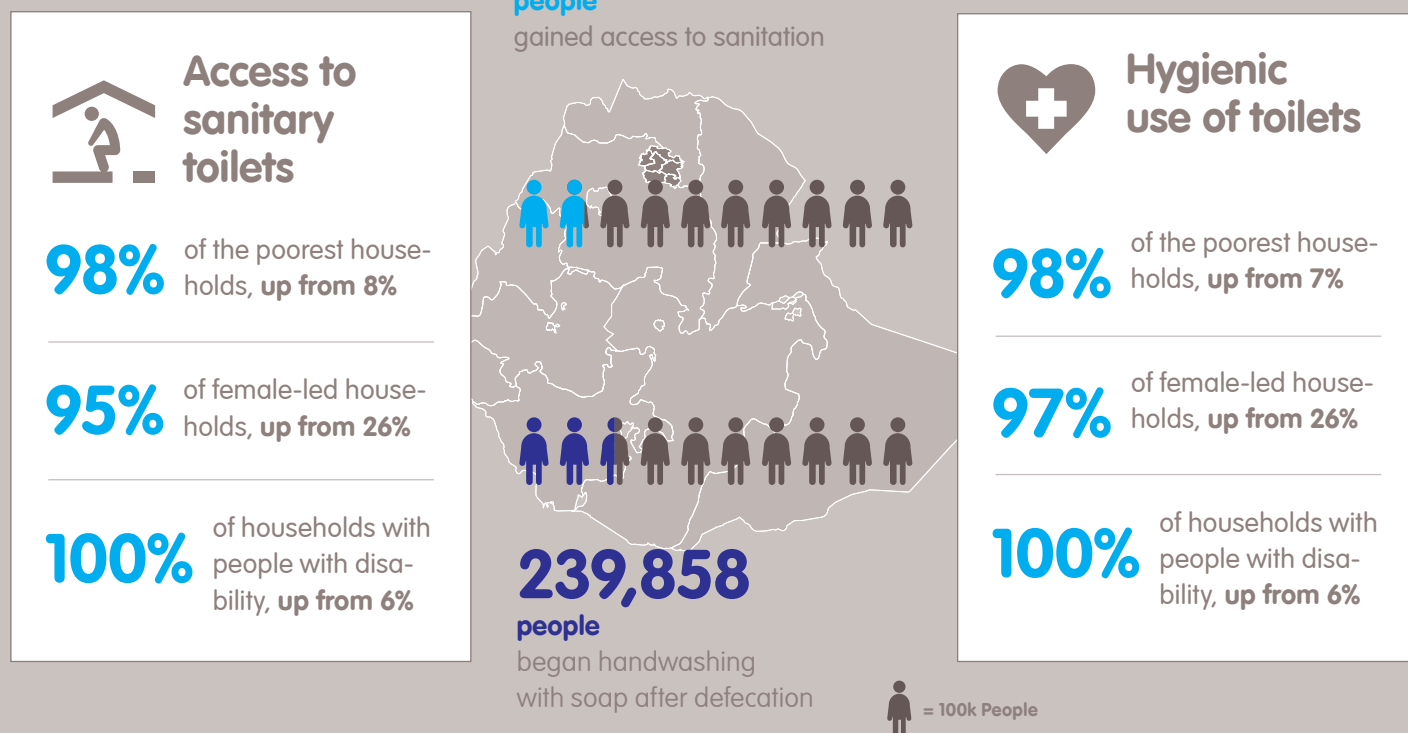 people
gained access to sanitation
Access to
sanitary
toilets
98%
of the poorest house-
holds, up from 8%
95%
of female-led house-
holds, up from 26%
100%
of households with
people with disa-
bility, up from 6%
239,858
people
began handwashing
with soap after defecation
= 100k People
Hygienic
use of toilets
98%
of the poorest house-
holds, up from 7%
97%
of female-led house-
holds, up from 26%
100%
of households with
people with disa-
bility, up from 6%